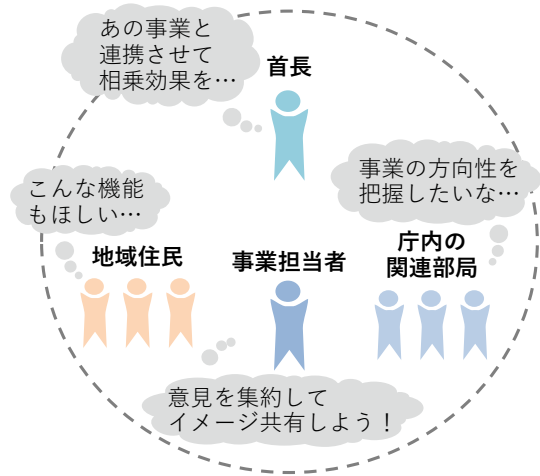 あの事業と
連携させて
相乗効果を…
首長
事業の方向性を
把握したいな…
こんな機能
もほしい…
地域住民
事業担当者
庁内の
関連部局
意見を集約して
イメージ共有しよう！